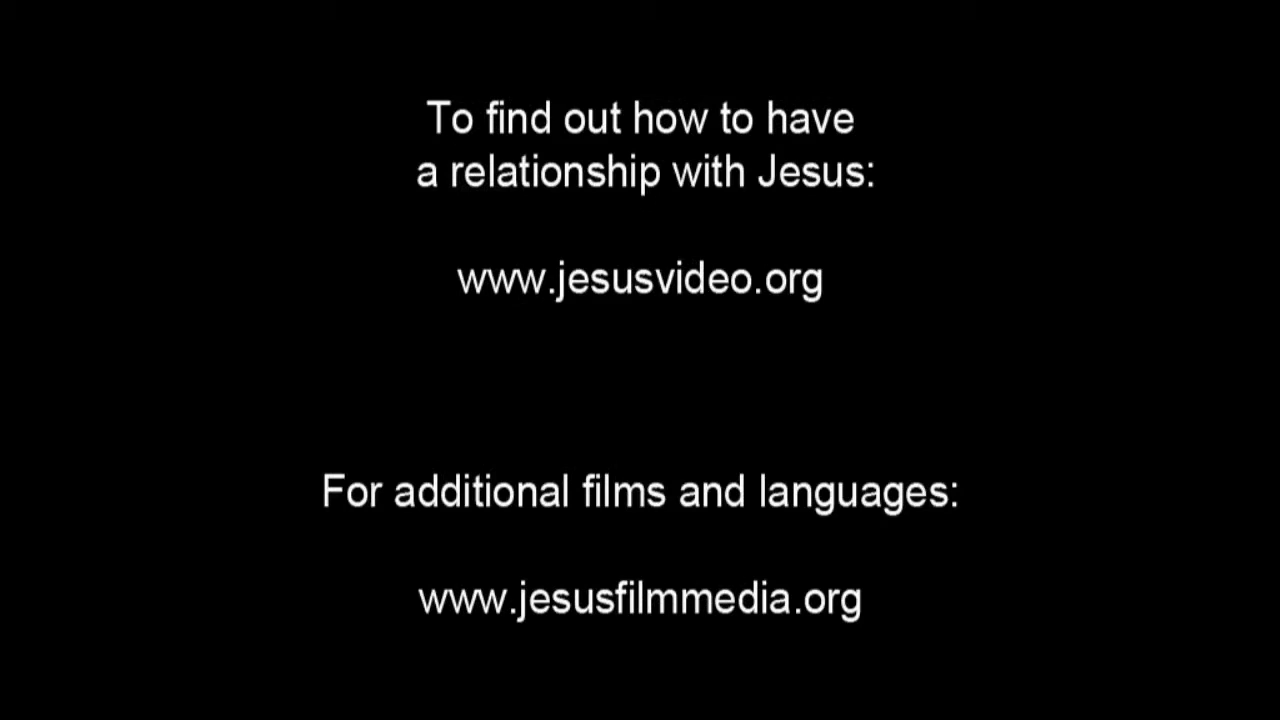 To find out how to have
a relationship with Jesus:
www.jesusvideo.org
For additional films and languages:
www.jesusfilmmedia.org